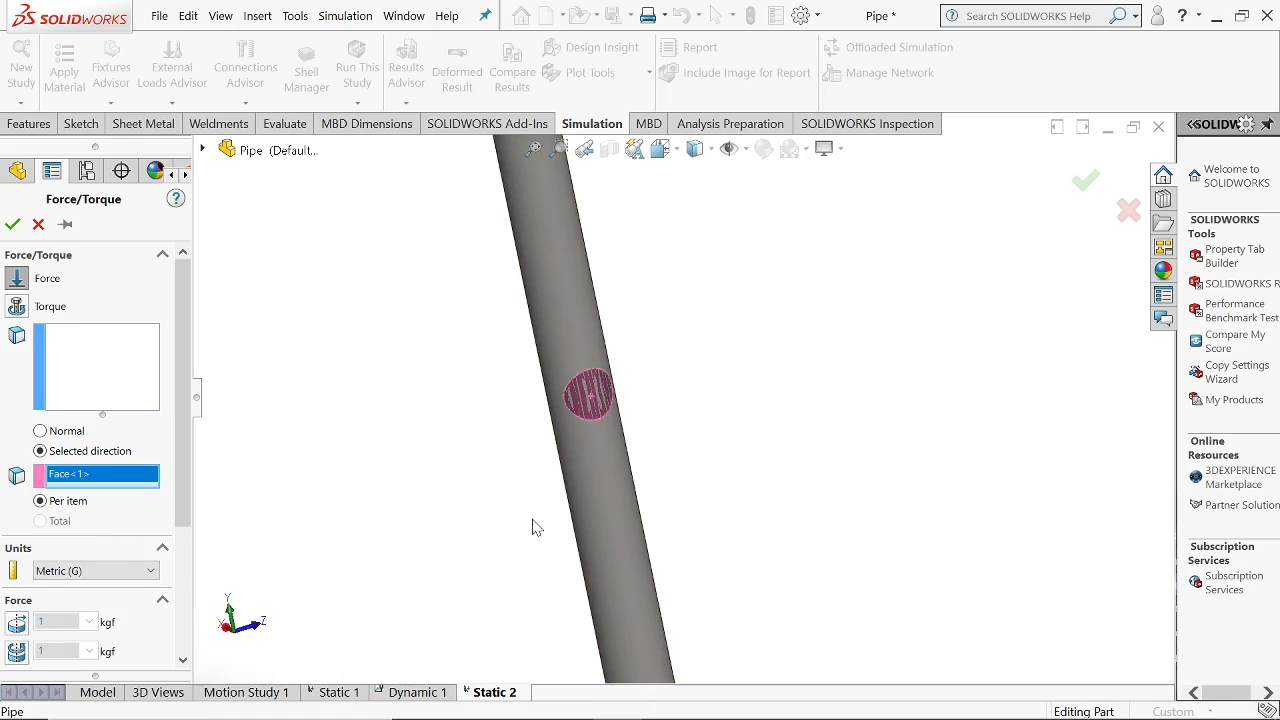 SOLIDWORKS File Edit View Insert Tools Simulation Window Help Pipe * Search SOLIDWORKS Help ?
New Study
Apply Material
Fixtures Advisor
External Loads Advisor
Connections Advisor
Shell Manager
Run This Study
Results Advisor
Deformed Result
Compare Results
Design Insight
Plot Tools
Report
Include Image for Report
Offloaded Simulation
Manage Network
Features Sketch Sheet Metal Weldments Evaluate MBD Dimensions SOLIDWORKS Add-Ins Simulation MBD Analysis Preparation SOLIDWORKS Inspection
Pipe (Default...
Force/Torque
?
Force/Torque
Force
Torque
Normal
Selected direction
Face<1>
Per item
Total
Units
Metric (G)
Force
1 kgf
1 kgf
Y
X
Z
SOLIDW
Welcome to
SOLIDWORKS
SOLIDWORKS
Tools
Property Tab
Builder
SOLIDWORKS R
Performance
Benchmark Test
Compare My
Score
Copy Settings
Wizard
My Products
Online
Resources
3DEXPERIENCE
Marketplace
Partner Solution
Subscription
Services
Subscription
Services
Model 3D Views Motion Study 1 Static 1 Dynamic 1 Static 2
Pipe Editing Part Custom